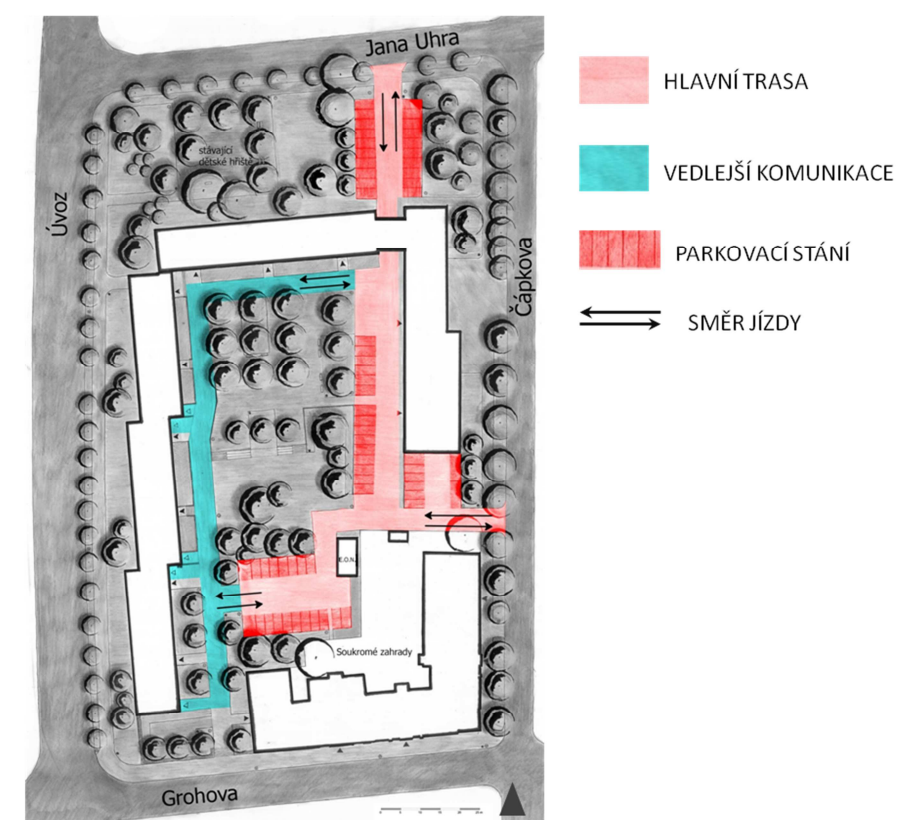 Jana Uhra
stávající
dětské hřiště
Úvoz
Čápkova
E.O.N.
Soukromé zahrady
Grohova
HLAVNÍ TRASA
VEDLEJŠÍ KOMUNIKACE
PARKOVACÍ STÁNÍ
SMĚR JÍZDY